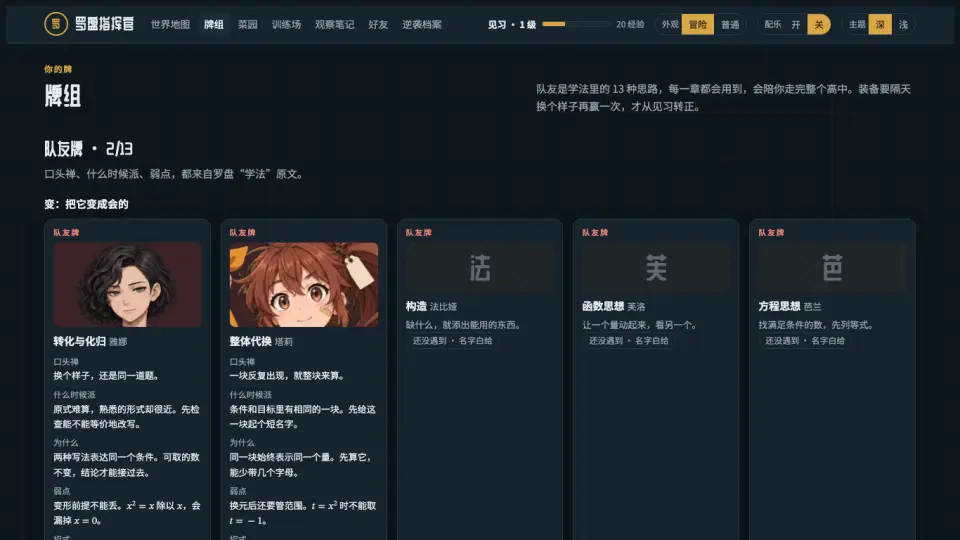 罗 罗盘指挥官 世界地图 牌组 菜园 训练场 观察笔记 好友 逆袭档案 见习 · 1 级 20 经验 外观 冒险 普通 配乐 开 关 主题 深 浅
你的牌
牌组
队友是学法里的 13 种思路，每一章都会用到，会陪你走完整个高中。装备要隔天
换个样子再赢一次，才从见习转正。
队友牌 · 2/13
口头禅、什么时候派、弱点，都来自罗盘“学法”原文。
变：把它变成会的
队友牌
转化与化归 雅娜
口头禅
换个样子，还是同一道题。
什么时候派
原式难算，熟悉的形式却很近。先检
查能不能等价地改写。
为什么
两种写法表达同一个条件。可取的数
不变，结论才能接过去。
弱点
变形前提不能丢。x² = x 除以 x，会
漏掉 x = 0。
队友牌
整体代换 塔莉
口头禅
一块反复出现，就整块来算。
什么时候派
条件和目标里有相同的一块。先给这
一块起个短名字。
为什么
同一块始终表示同一个量。先算它，
能少带几个字母。
弱点
换元后还要管范围。t = x² 时不能取
t = −1。
队友牌
法
构造 法比娅
缺什么，就添出能用的东西。
还没遇到 · 名字白给
队友牌
芙
函数思想 芙洛
让一个量动起来，看另一个。
还没遇到 · 名字白给
队友牌
芭
方程思想 芭兰
找满足条件的数，先列等式。
还没遇到 · 名字白给